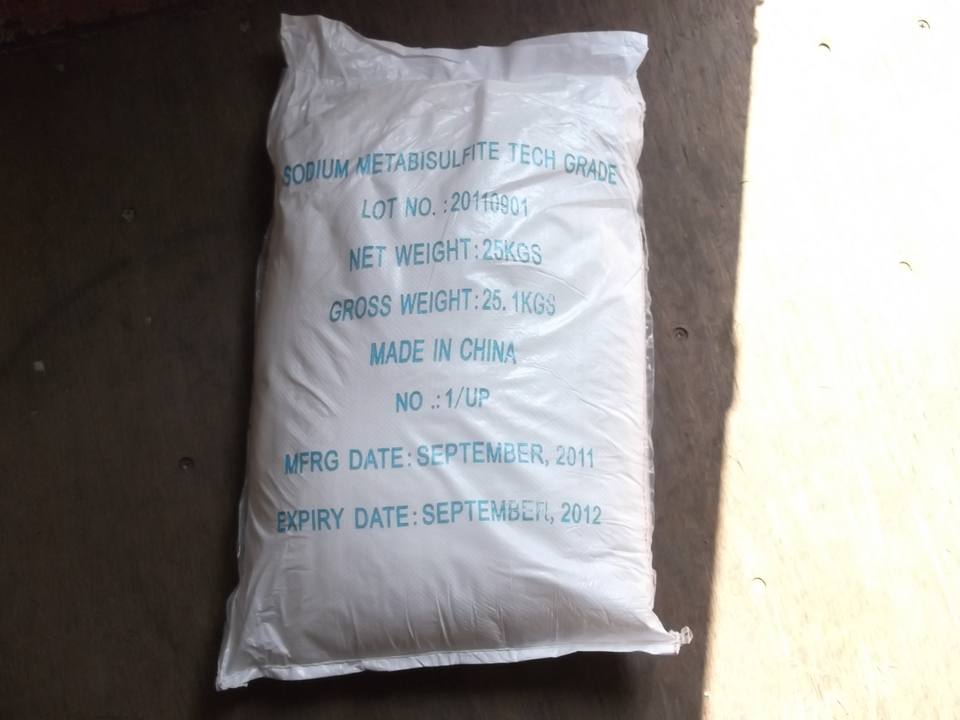 SODIUM METABISULFITE TECH GRADE
LOT NO. :20110901
NET WEIGHT:25KGS
GROSS WEIGHT:25.1KGS
MADE IN CHINA
NO .:1/UP
MFRG DATE:SEPTEMBER, 2011
EXPIRY DATE:SEPTEMBER, 2012